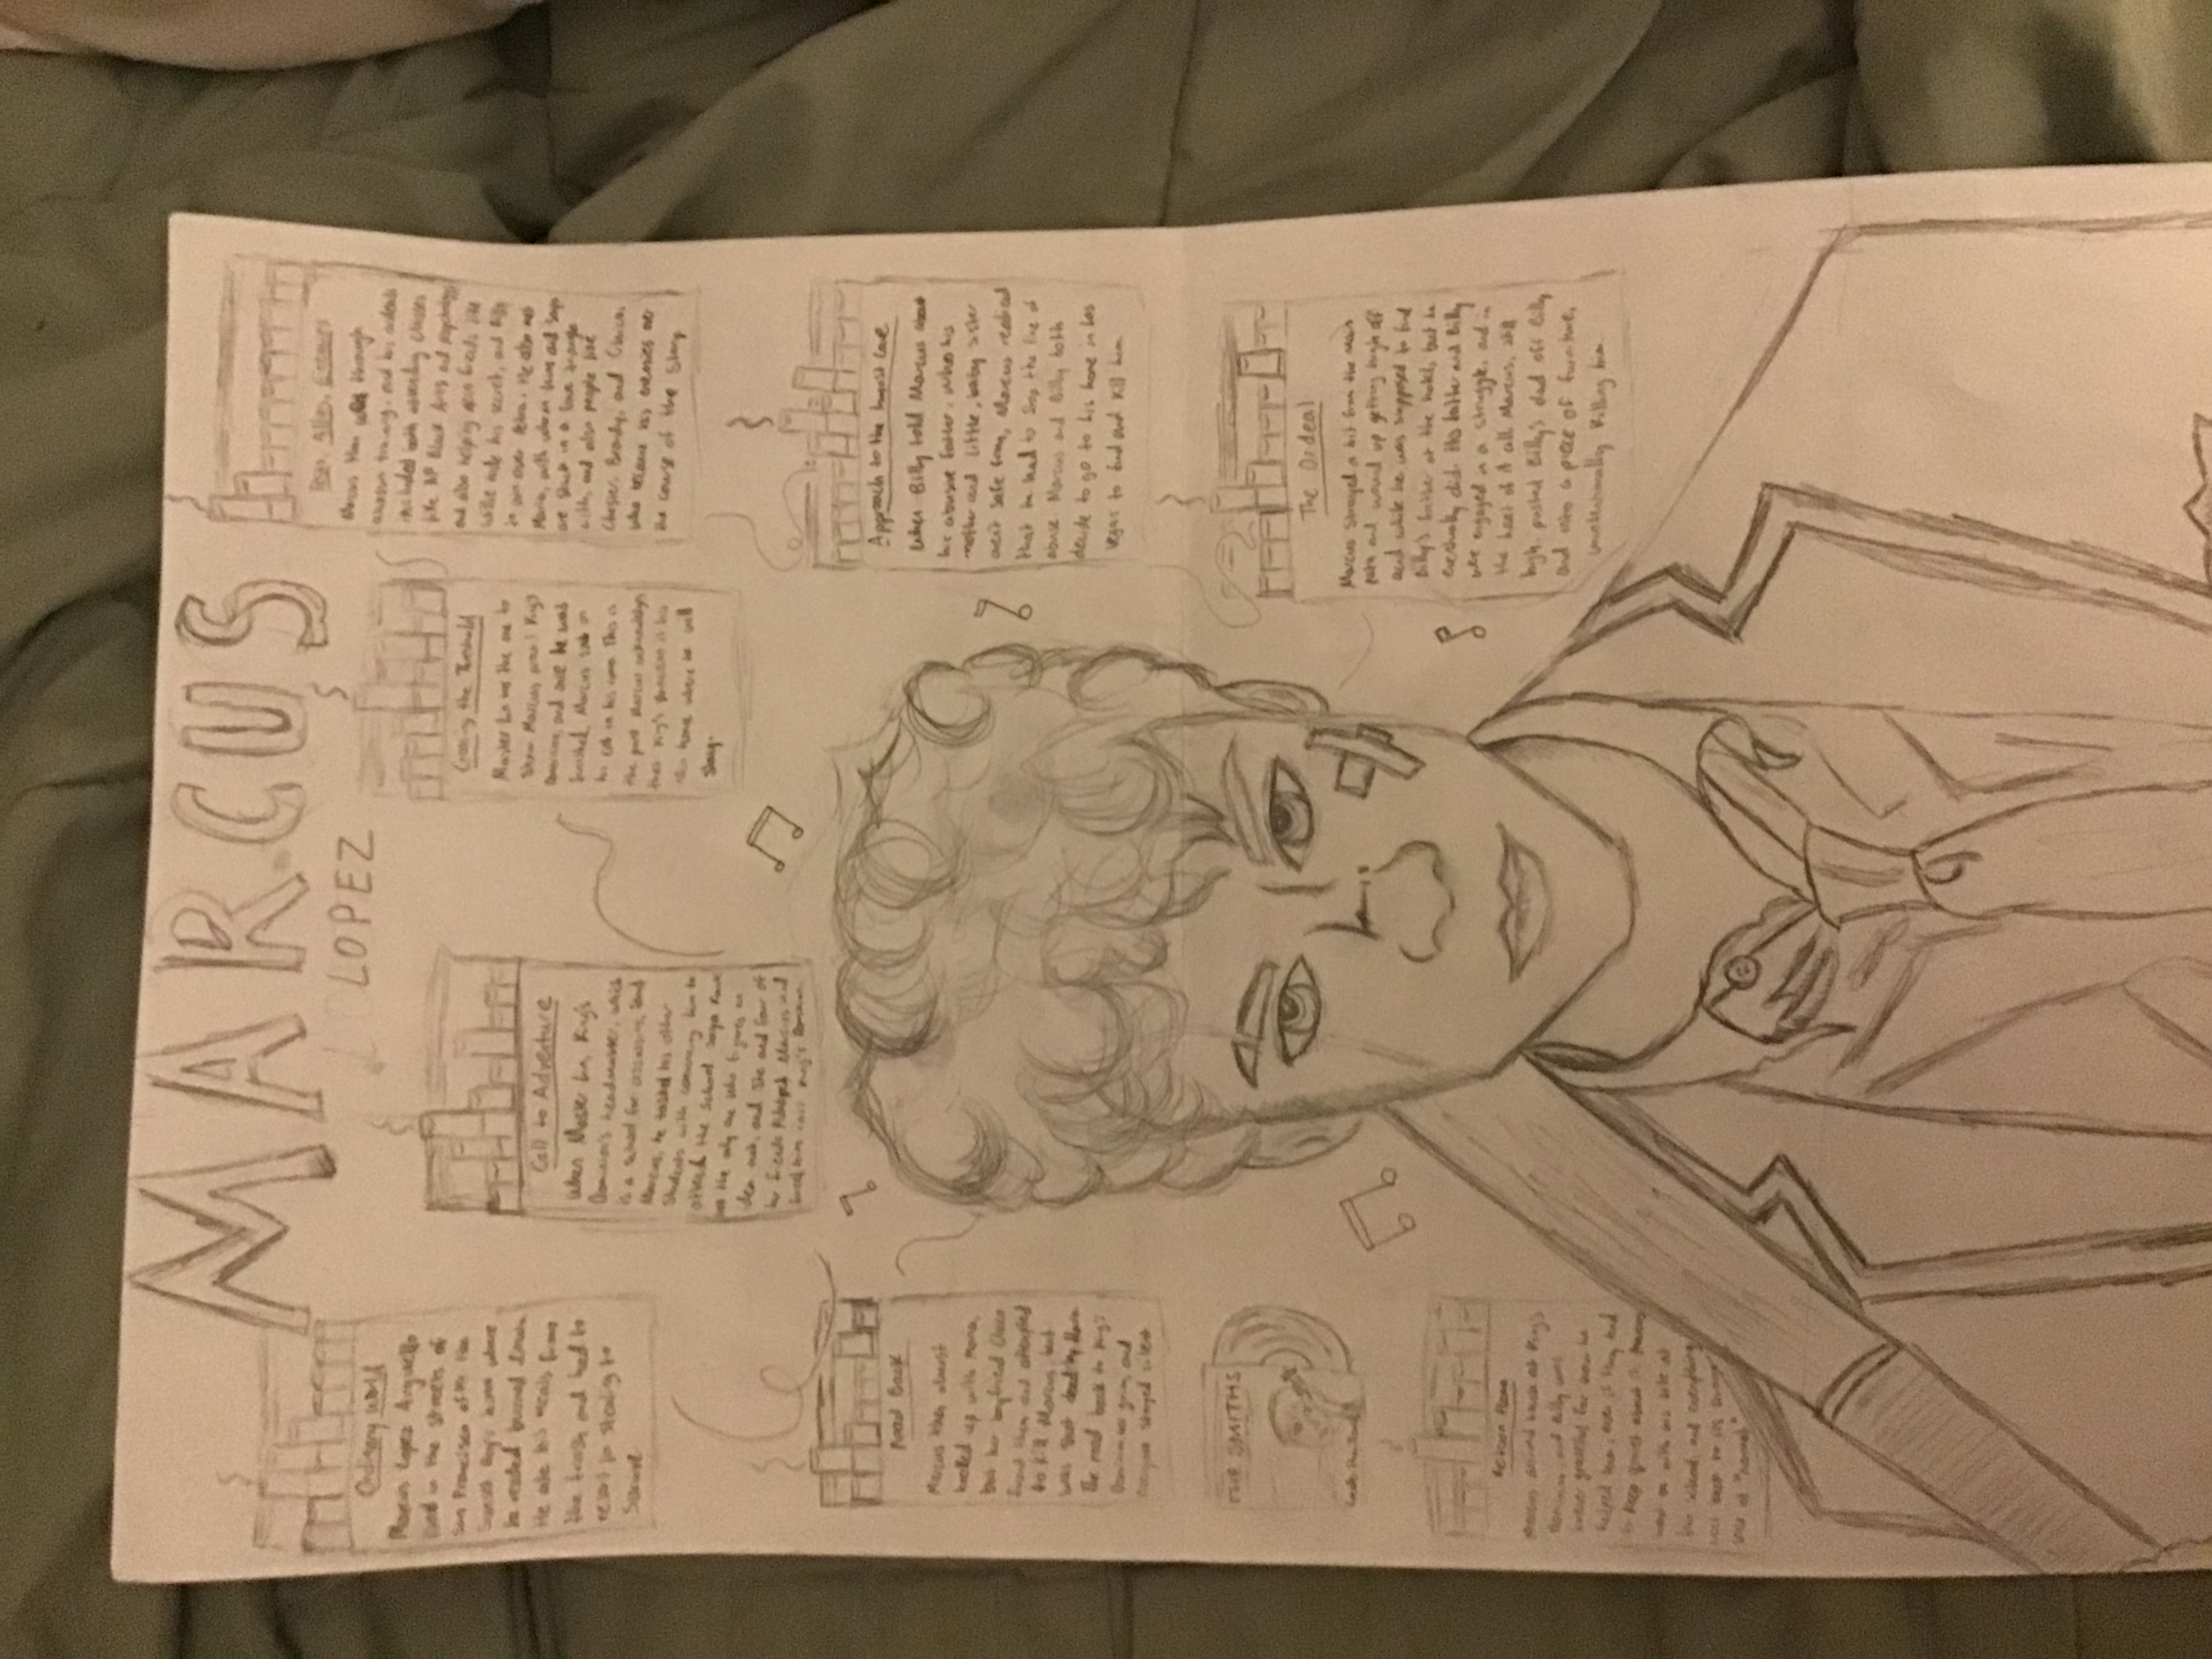 MARCUS
LOPEZ
Ordinary World
Marcus Lopez Arguello
lived in the streets of
San Francisco after the
Sunset Boy's home where
he resided burned down
He ate his meals from
the trash and had to
resort to stealing to
survive
Call to Adventure
When Master Lin, King's
Dominion's headmaster, which
is a school for assassins, found
Marcus, he tasked his other
students with convincing him to
attend the school. Saya Kuroki
was the only one who figures an
idea out, and she and four of
her friends Kidnapped Marcus and
him into King's Dominion.
Crossing the Threshold
Master Lin was the one to
show Marcus around King's
Dominion, and once he was
finished, Marcus sat on
his cot in his room. This is
the part Marcus acknowledges
that King's Dominion is his
new home where he will
stay.
Tests, Allies, Enemies
Marcus then went through
assassin training, and his ordeals
included both attending classes
like AP Black Arts and Psychology
and also helping new friends like
Willie hide his secret, and Billy
to win over Petra. He also met
Maria, with whom him and Saya
are stuck in a love triangle
with, and also people like
Chester, Brandy, and Chico,
who became his enemies over
the course of the story
Approach to the Inmost Cave
When Billy told Marcus about
his abusive father, who his
mother and little, baby sister
aren't safe from, Marcus realized
that he had to stop the line of
abuse. Marcus and Billy both
decide to go to his home in Las
Vegas to find and kill him
The Ordeal
Marcus strayed a bit from the main
path and wound up getting high off
acid while he was supposed to find
Billy's father at the hotels, but he
eventually did. His father and Billy
were engaged in a struggle, and in
the heat of it all, Marcus, still
high, pushed Billy's dad off Billy
and into a piece of furniture,
unintentionally Killing him.
Road Back
Marcus then almost
hooked up with Maria,
but her boyfriend Chico
found them and attempted
to kill Marcus, but
was shot dead by Maria
The road back to King's
Dominion was grim, and
everyone stayed silent
THE SMITHS
Return Home
Marcus arrived back at King's
Dominion, and Billy was
forever grateful for how he
helped him, even if they had
to keep quiet about it. Marcus
went on with his life at
the school, and everything
went back to its strange
sense of "normal"